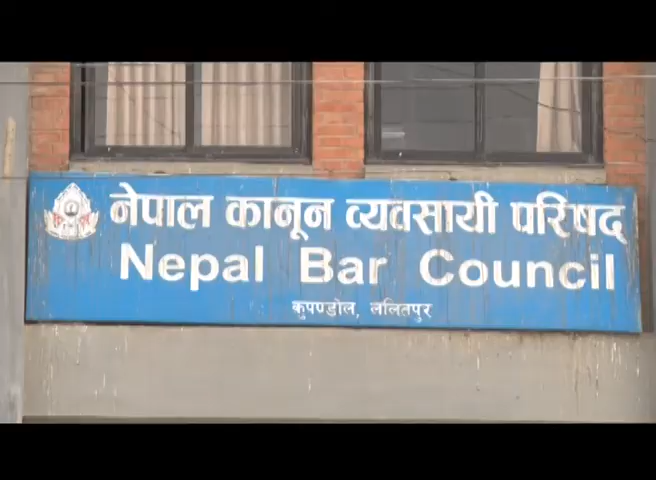 नेपाल कानून व्यवसायी परिषद्
Nepal Bar Council
कुपण्डोल, ललितपुर